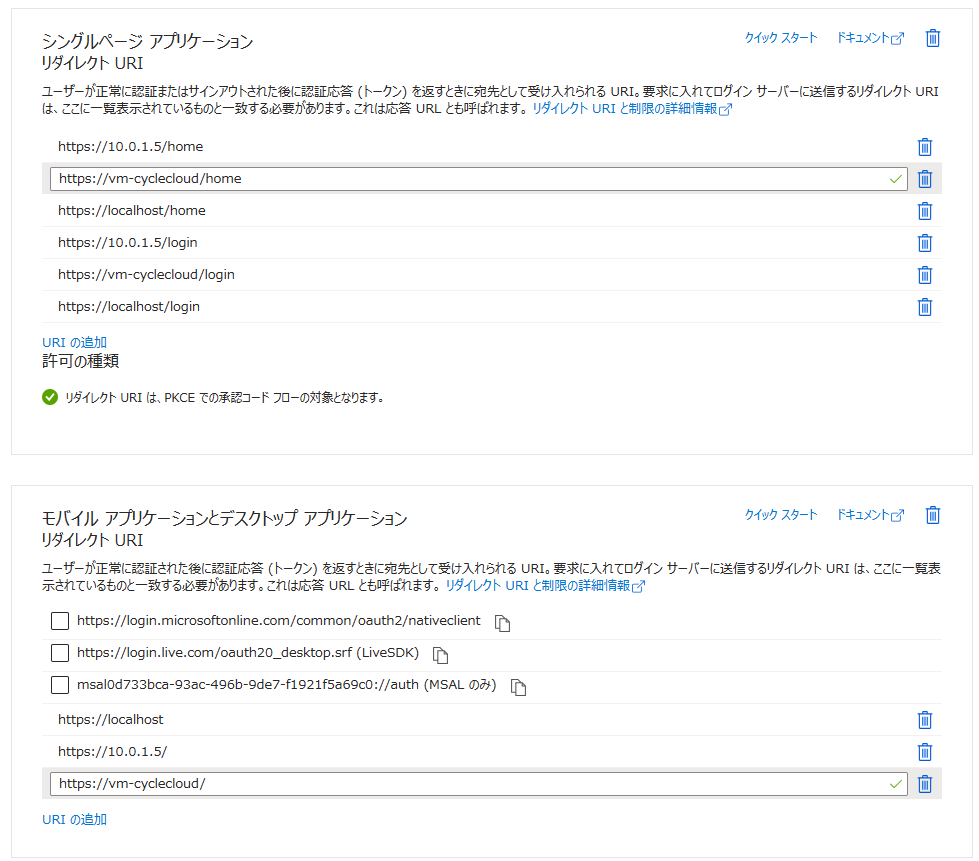 シングルページ アプリケーション
クイック スタート
ドキュメント
リダイレクト URI
ユーザーが正常に認証またはサインアウトされた後に認証応答 (トークン) を返すときに宛先として受け入れられる URI。要求に入れてログイン サーバーに送信するリダイレクト URI
は、ここに一覧表示されているものと一致する必要があります。これは応答 URL とも呼ばれます。リダイレクト URI と制限の詳細情報
https://10.0.1.5/home
https://vm-cyclecloud/home
https://localhost/home
https://10.0.1.5/login
https://vm-cyclecloud/login
https://localhost/login
URI の追加
許可の種類
リダイレクト URI は、PKCE での承認コード フローの対象となります。
モバイル アプリケーションとデスクトップ アプリケーション
クイック スタート
ドキュメント
リダイレクト URI
ユーザーが正常に認証された後に認証応答 (トークン) を返すときに宛先として受け入れられる URI。要求に入れてログイン サーバーに送信するリダイレクト URI は、ここに一覧表
示されているものと一致する必要があります。これは応答 URL とも呼ばれます。リダイレクト URI と制限の詳細情報
https://login.microsoftonline.com/common/oauth2/nativeclient
https://login.live.com/oauth20_desktop.srf (LiveSDK)
msal0d733bca-93ac-496b-9de7-f1921f5a69c0://auth (MSAL のみ)
https://localhost
https://10.0.1.5/
https://vm-cyclecloud/
URI の追加